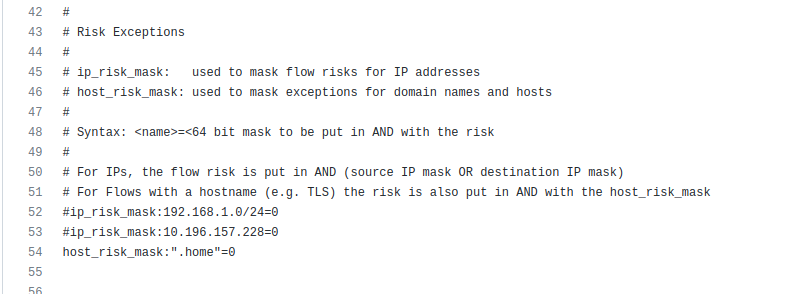 42 #
43 # Risk Exceptions
44 #
45 # ip_risk_mask:   used to mask flow risks for IP addresses
46 # host_risk_mask: used to mask exceptions for domain names and hosts
47 #
48 # Syntax: <name>=<64 bit mask to be put in AND with the risk
49 #
50 # For IPs, the flow risk is put in AND (source IP mask OR destination IP mask)
51 # For Flows with a hostname (e.g. TLS) the risk is also put in AND with the host_risk_mask
52 #ip_risk_mask:192.168.1.0/24=0
53 #ip_risk_mask:10.196.157.228=0
54 host_risk_mask:".home"=0
55
56